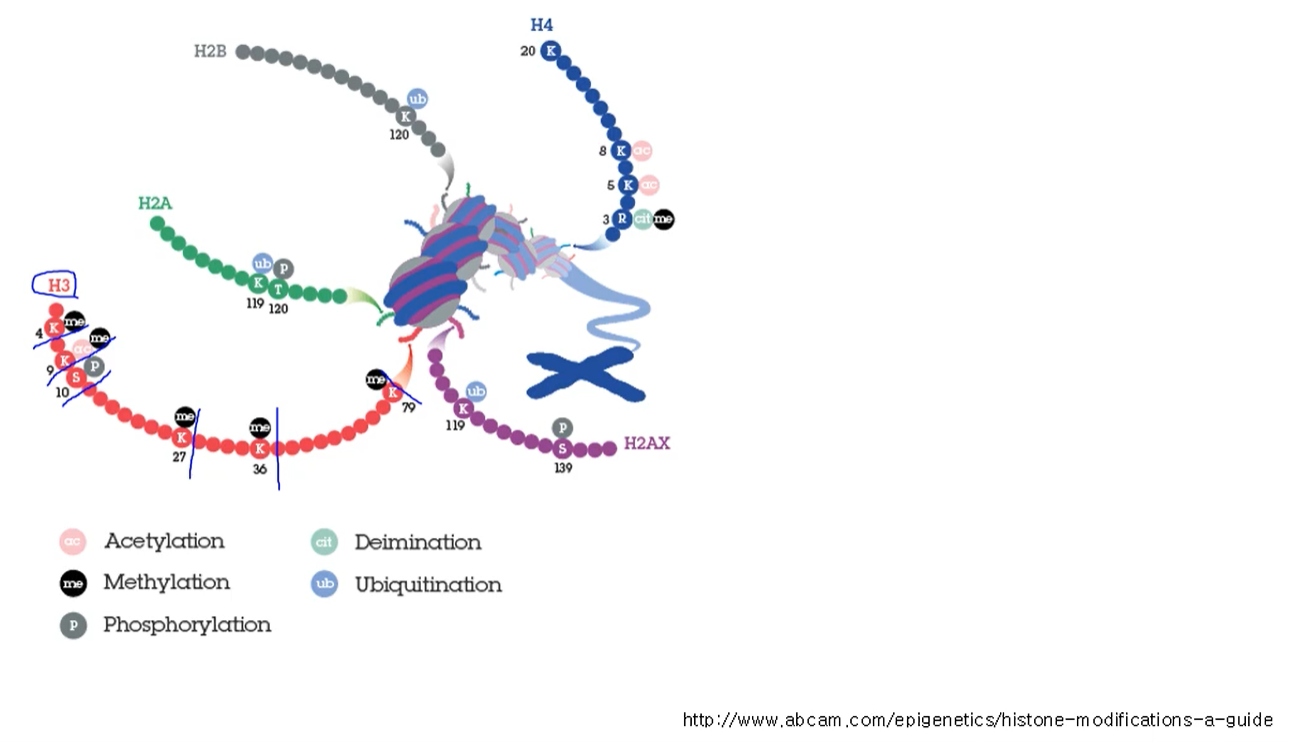 H4
20 K
H2B
ub
K
120
8 K ac
5 K ac
3 R cit me
H2A
ub P
K T
119 120
H3
4 K me
me
ac
9 K P
S
10
me
K
27
me
K
36
me
K
79
ub
K
119
P
S
139
H2AX
ac Acetylation
me Methylation
P Phosphorylation
cit Deimination
ub Ubiquitination
http://www.abcam.com/epigenetics/histone-modifications-a-guide